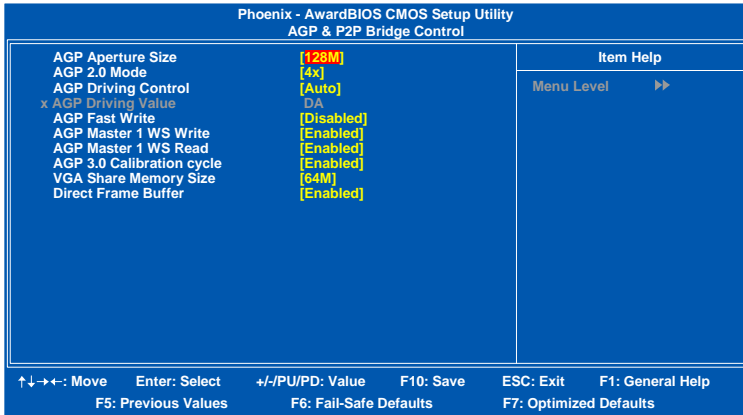 Phoenix - AwardBIOS CMOS Setup Utility
AGP & P2P Bridge Control
AGP Aperture Size [128M]
AGP 2.0 Mode [4x]
AGP Driving Control [Auto]
x AGP Driving Value DA
AGP Fast Write [Disabled]
AGP Master 1 WS Write [Enabled]
AGP Master 1 WS Read [Enabled]
AGP 3.0 Calibration cycle [Enabled]
VGA Share Memory Size [64M]
Direct Frame Buffer [Enabled]
Item Help
Menu Level ▸▸
↑↓→←: Move Enter: Select +/-/PU/PD: Value F10: Save ESC: Exit F1: General Help
F5: Previous Values F6: Fail-Safe Defaults F7: Optimized Defaults